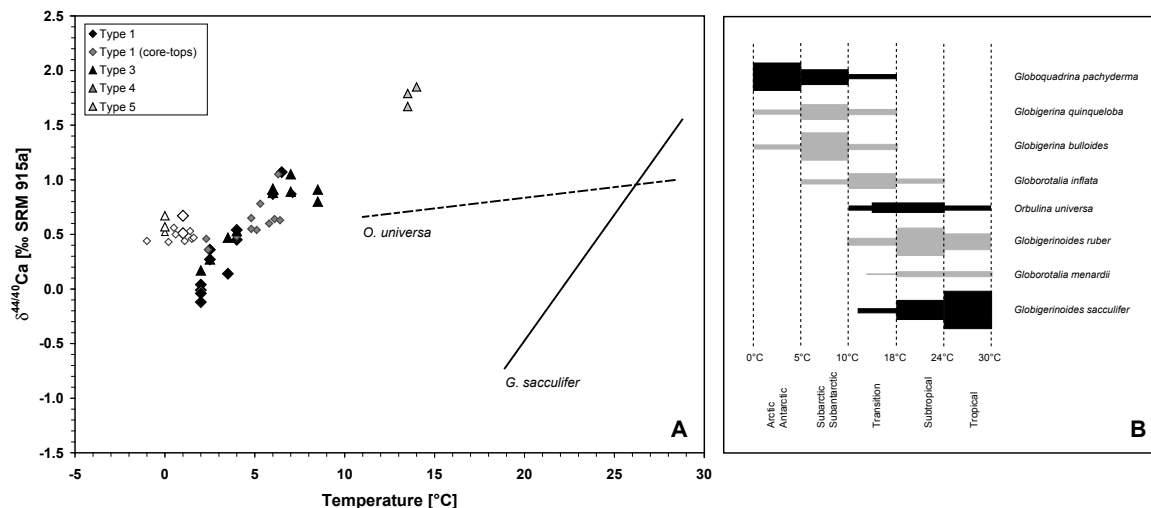 2.5
2.0
1.5
1.0
0.5
0.0
-0.5
-1.0
-1.5
δ44/40Ca [‰ SRM 915a]
Type 1
Type 1 (core-tops)
Type 3
Type 4
Type 5
O. universa
G. sacculifer
A
-5 0 5 10 15 20 25 30
Temperature [°C]
Globoquadrina pachyderma
Globigerina quinqueloba
Globigerina bulloides
Globorotalia inflata
Orbulina universa
Globigerinoides ruber
Globorotalia menardii
Globigerinoides sacculifer
0°C 5°C 10°C 18°C 24°C 30°C
Arctic
Antarctic
Subarctic
Subantarctic
Transition
Subtropical
Tropical
B